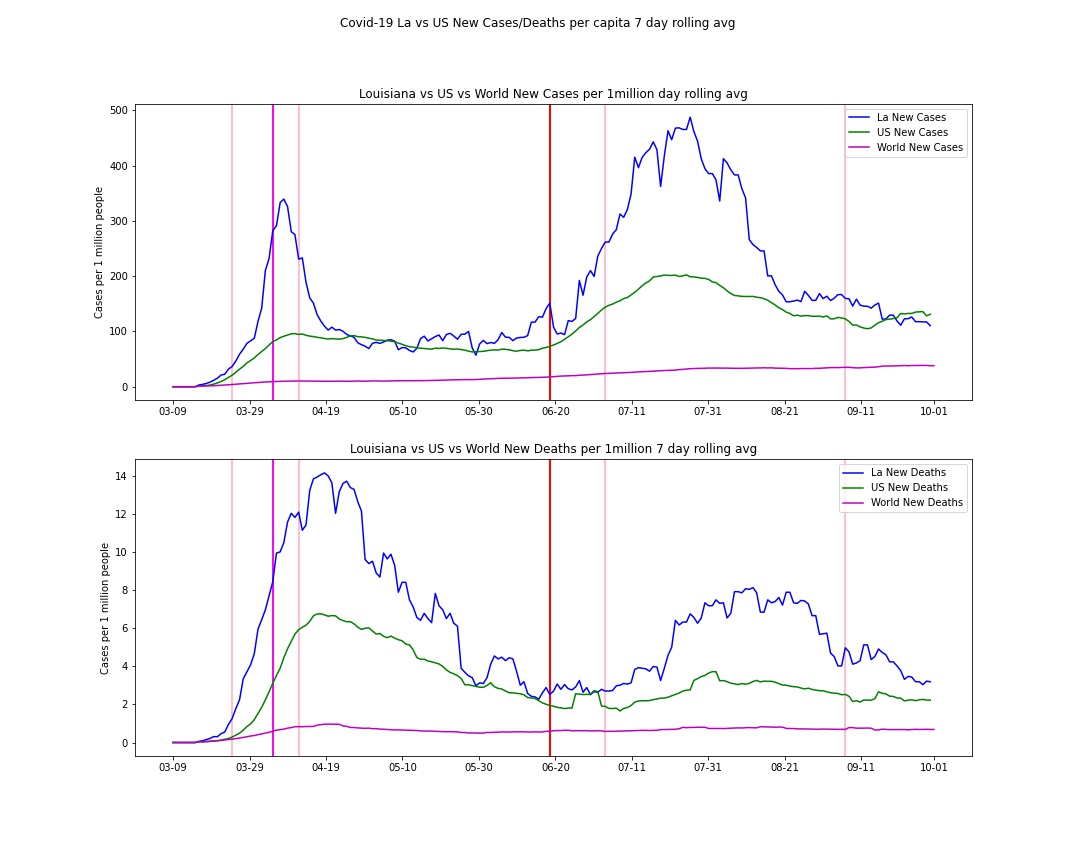 Covid-19 La vs US New Cases/Deaths per capita 7 day rolling avg
Louisiana vs US vs World New Cases per 1million day rolling avg
Cases per 1 million people
500
400
300
200
100
0
La New Cases
US New Cases
World New Cases
03-09 03-29 04-19 05-10 05-30 06-20 07-11 07-31 08-21 09-11 10-01
Louisiana vs US vs World New Deaths per 1million 7 day rolling avg
Cases per 1 million people
14
12
10
8
6
4
2
0
La New Deaths
US New Deaths
World New Deaths
03-09 03-29 04-19 05-10 05-30 06-20 07-11 07-31 08-21 09-11 10-01